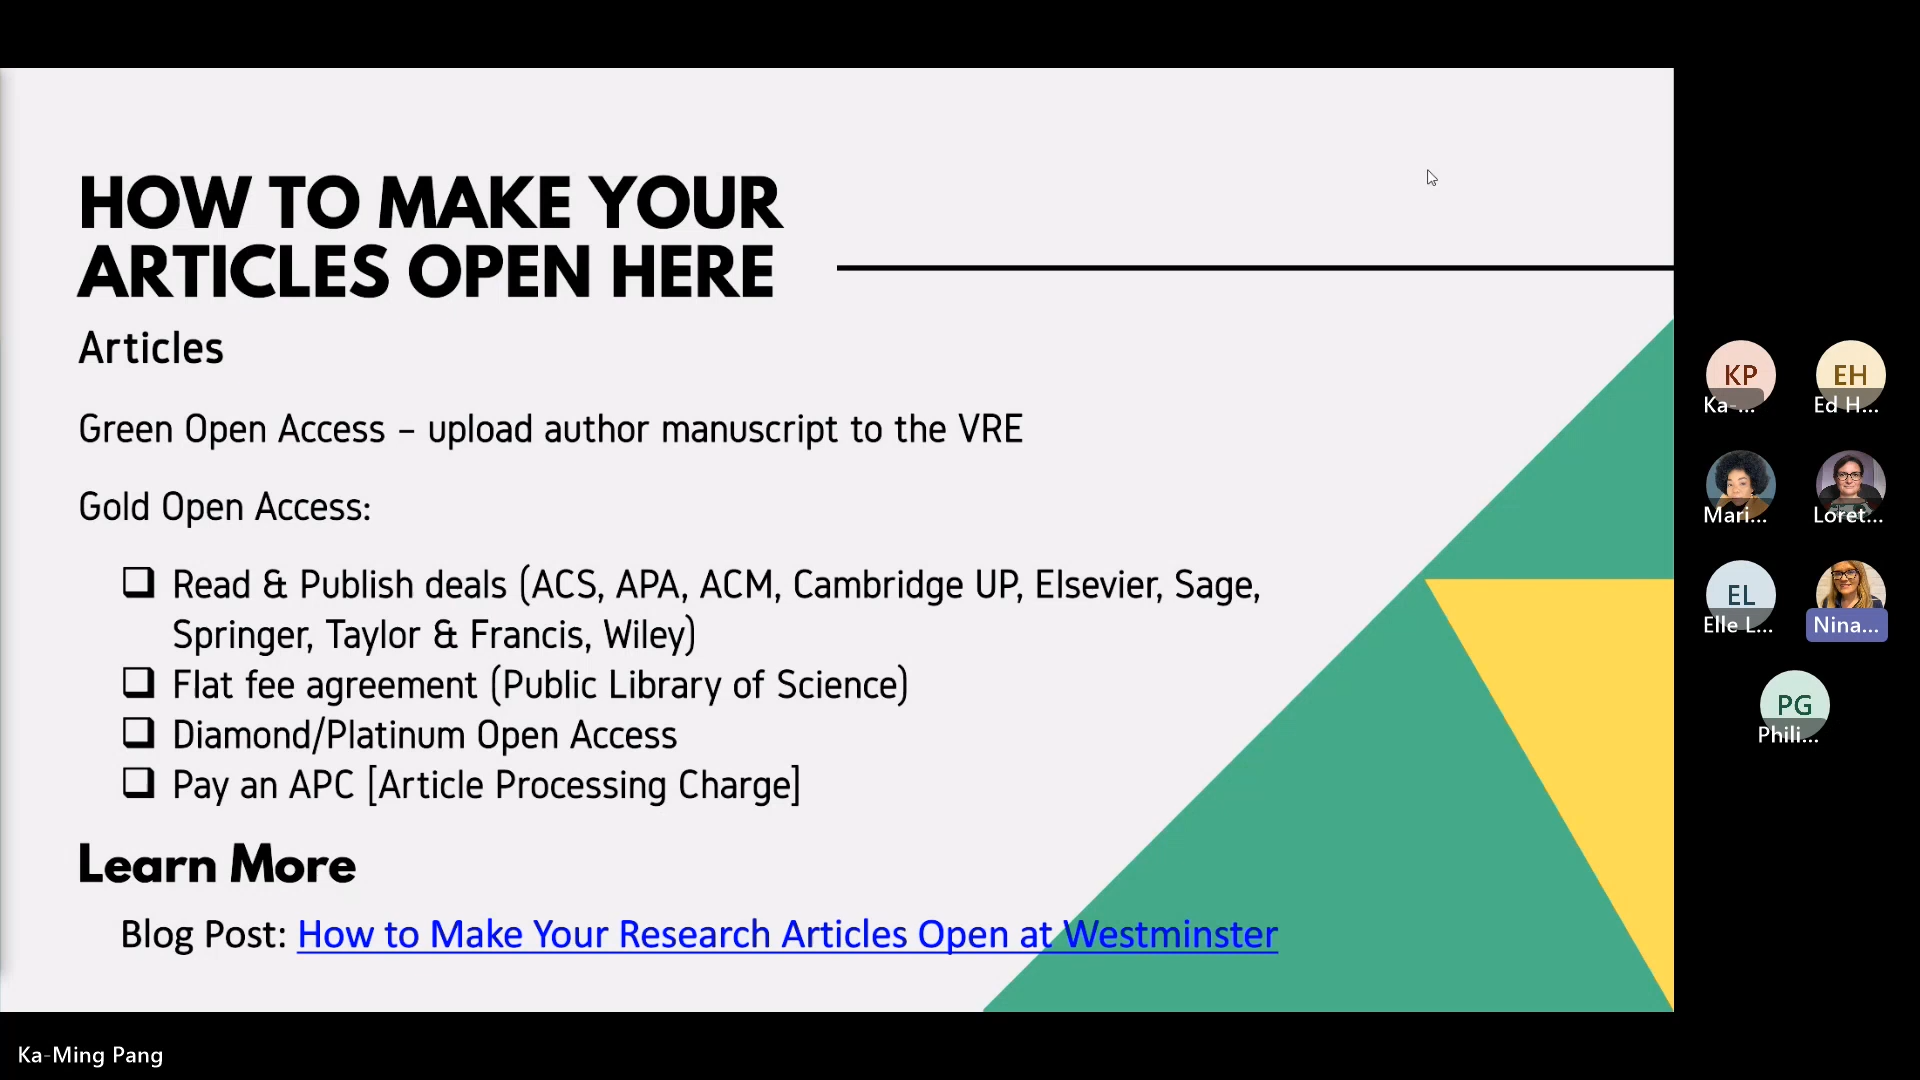 HOW TO MAKE YOUR
ARTICLES OPEN HERE
Articles
Green Open Access – upload author manuscript to the VRE
Gold Open Access:
Read & Publish deals (ACS, APA, ACM, Cambridge UP, Elsevier, Sage,
Springer, Taylor & Francis, Wiley)
Flat fee agreement (Public Library of Science)
Diamond/Platinum Open Access
Pay an APC [Article Processing Charge]
Learn More
Blog Post: How to Make Your Research Articles Open at Westminster
KP
Ka-...
EH
Ed H...
Mari...
Loret...
EL
Elle L...
Nina...
PG
Phili...
Ka-Ming Pang